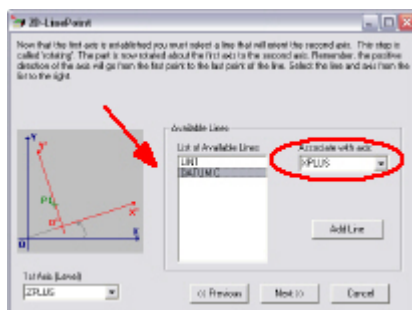 2D-LinePoint
Now that the first axis is established you must select a line that will orient the second axis. This step is
called 'rotating'. The part is now rotated about the first axis to the second axis. Remember, the positive
direction of the axis will go from the first point to the last point of the line. Select the line and axis from the
list to the right.
Available Lines
List of Available Lines:
Associate with axis:
LIN1
DATUM C
XPLUS
Add Line
Y
Y'
X'
X
1st Axis (Level)
ZPLUS
<< Previous
Next >>
Cancel